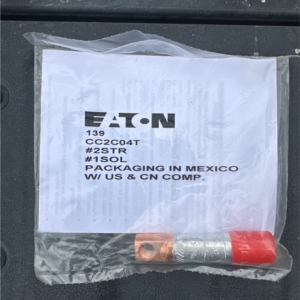 EATON
139
CC2C04T
#2STR
#1SOL
PACKAGING IN MEXICO
W/ US & CN COMP.